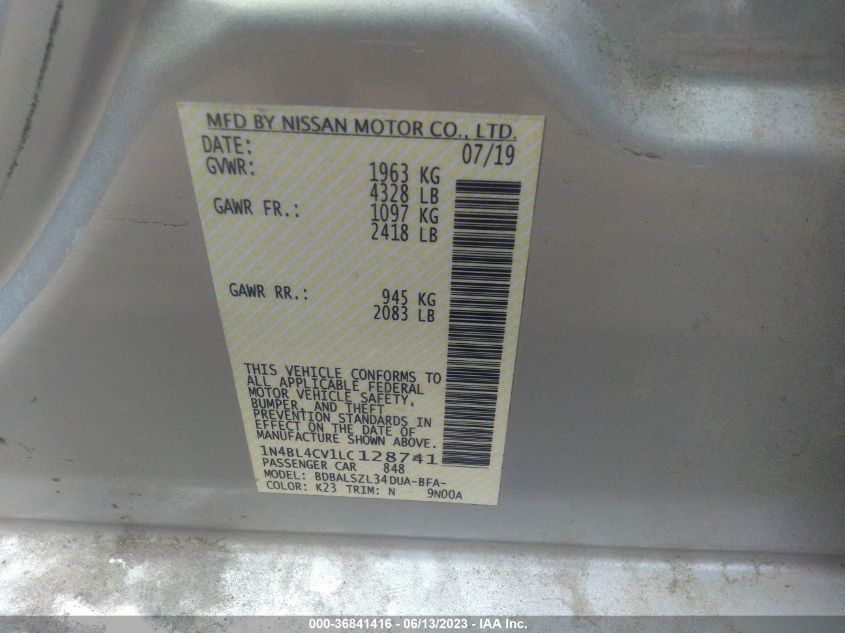 MFD BY NISSAN MOTOR CO., LTD.
DATE: 07/19
GVWR: 1963 KG
4328 LB
GAWR FR.: 1097 KG
2418 LB
GAWR RR.: 945 KG
2083 LB
THIS VEHICLE CONFORMS TO
ALL APPLICABLE FEDERAL
MOTOR VEHICLE SAFETY,
BUMPER, AND THEFT
PREVENTION STANDARDS IN
EFFECT ON THE DATE OF
MANUFACTURE SHOWN ABOVE.
1N4BL4CV1LC128741
PASSENGER CAR 848
MODEL: BDBALSZL34DUA-BFA-
COLOR: K23 TRIM: N 9N00A
000-36841416 - 06/13/2023 - IAA Inc.